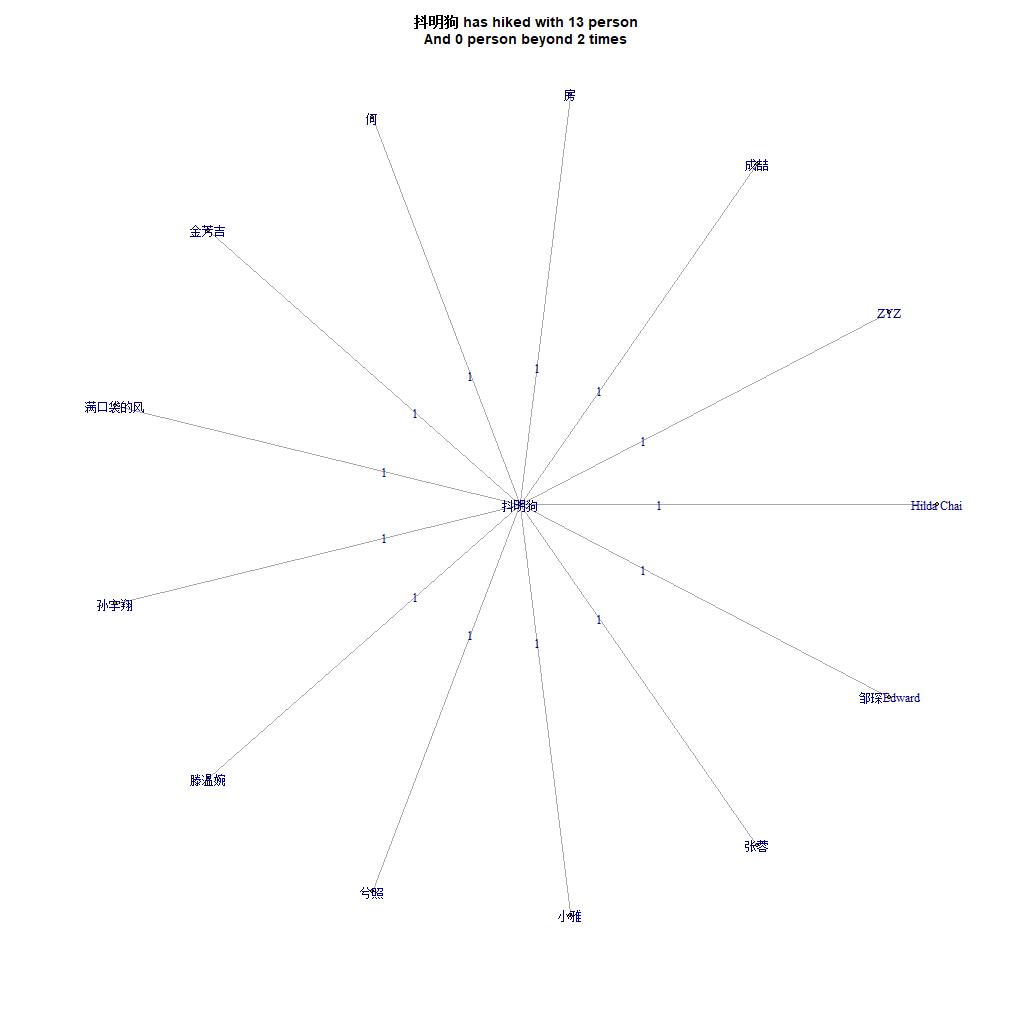 抖明狗 has hiked with 13 person
And 0 person beyond 2 times
房
何
成喆
金芳吉
ZYZ
1
1
1
满口袋的风
1
1
1
1
抖明狗
1
Hilda Chai
1
1
孙宇翔
1
1
1
1
邹琛Edward
滕温婉
张蓉
兮照
小雅